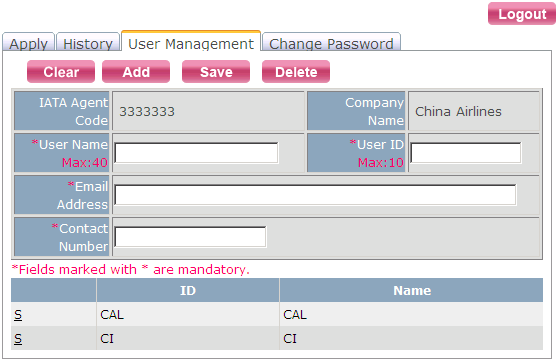 Logout
Apply History User Management Change Password
Clear Add Save Delete
IATA Agent Code 3333333 Company Name China Airlines
*User Name Max:40 *User ID Max:10
*Email Address
*Contact Number
*Fields marked with * are mandatory.
ID Name
S CAL CAL
S CI CI